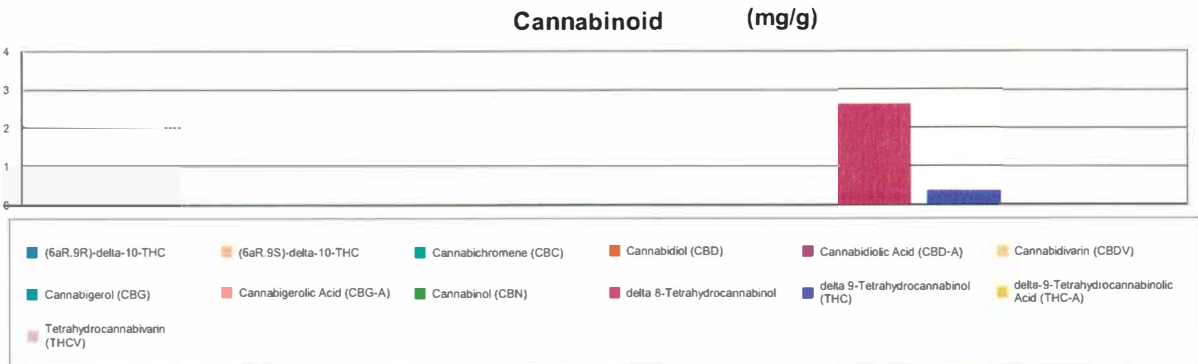 Cannabinoid (mg/g)
4
3
2
1
0
(6aR.9R)-delta-10-THC
(6aR.9S)-delta-10-THC
Cannabichromene (CBC)
Cannabidiol (CBD)
Cannabidiolic Acid (CBD-A)
Cannabidivarin (CBDV)
Cannabigerol (CBG)
Cannabigerolic Acid (CBG-A)
Cannabinol (CBN)
delta 8-Tetrahydrocannabinol
delta 9-Tetrahydrocannabinol
(THC)
delta-9-Tetrahydrocannabinolic
Acid (THC-A)
Tetrahydrocannabivarin
(THCV)